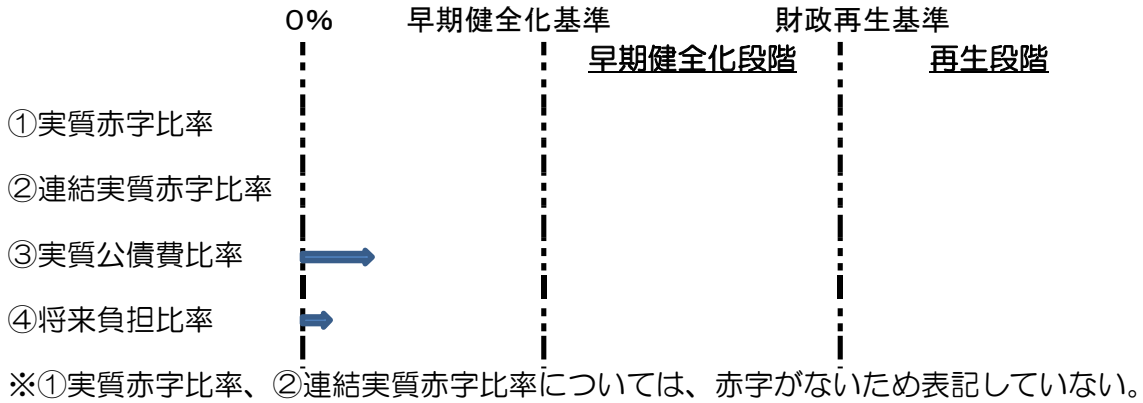 0% 早期健全化基準 財政再生基準
早期健全化段階 再生段階
①実質赤字比率
②連結実質赤字比率
③実質公債費比率
④将来負担比率
※①実質赤字比率、②連結実質赤字比率については、赤字がないため表記していない。